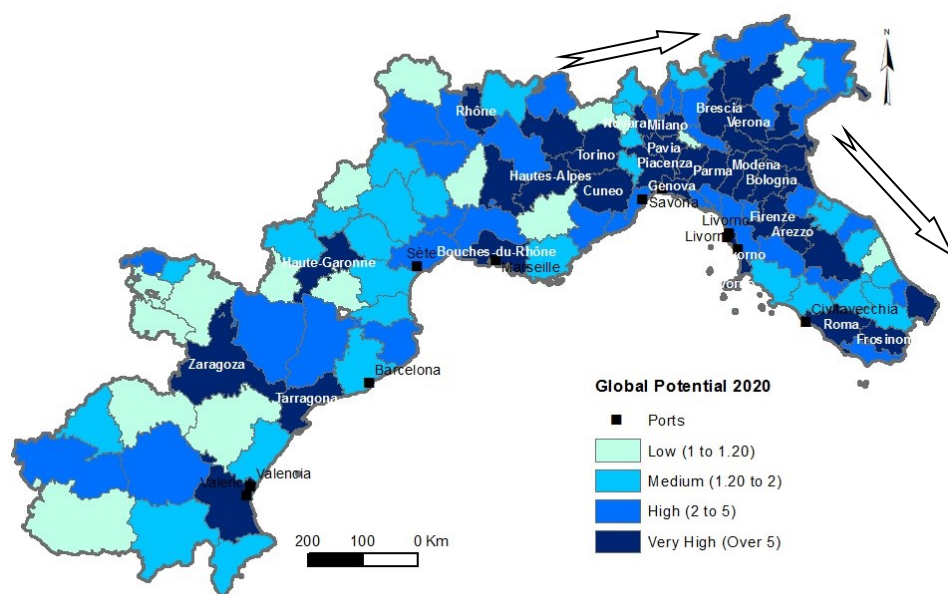 N
Rhône
Brescia
Verona
Novara
Milano
Torino
Pavia
Piacenza
Hautes-Alpes
Parma
Modena
Bologna
Cuneo
Genova
Savona
Livorno
Firenze
Arezzo
Haute-Garonne
Sète
Bouches-du-Rhône
Marseille
Civitavecchia
Roma
Frosinon
Zaragoza
Barcelona
Tarragona
Valencia
200 100 0 Km
Global Potential 2020
Ports
Low (1 to 1.20)
Medium (1.20 to 2)
High (2 to 5)
Very High (Over 5)